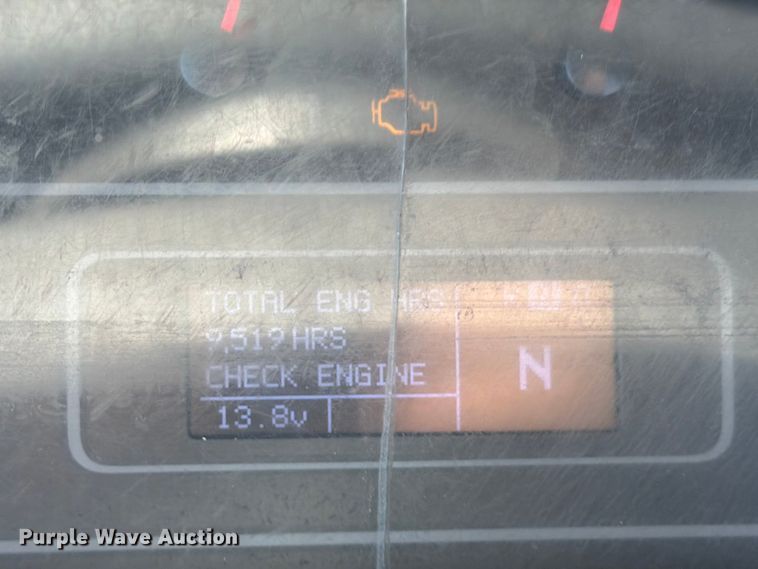 TOTAL ENG HRS
9,519 HRS
N
CHECK ENGINE
13.8v
Purple Wave Auction